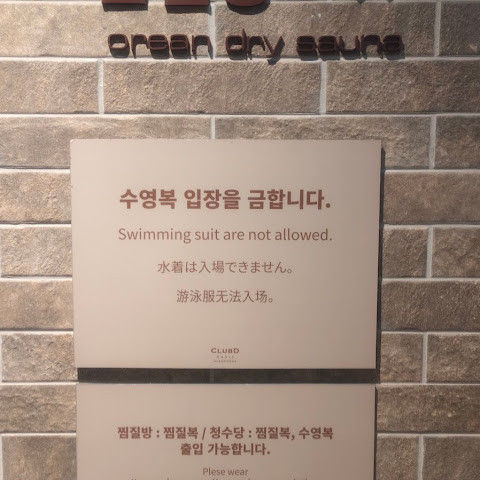 organ dry sauna
수영복 입장을 금합니다.
Swimming suit are not allowed.
水着は入場できません。
游泳服无法入场。
CLUBD
OASIS
찜질방 : 찜질복 / 청수당 : 찜질복, 수영복
출입 가능합니다.
Plese wear